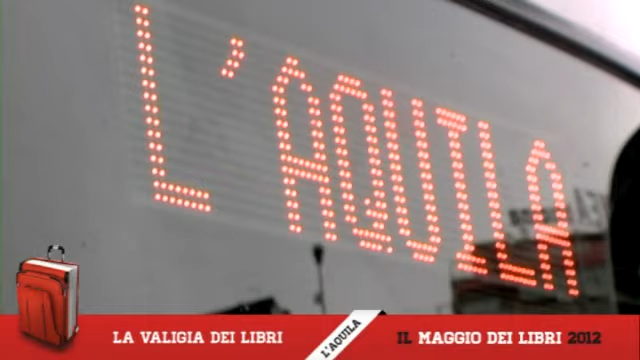 L'AQUILA
LA VALIGIA DEI LIBRI
L'AQUILA
IL MAGGIO DEI LIBRI 2012